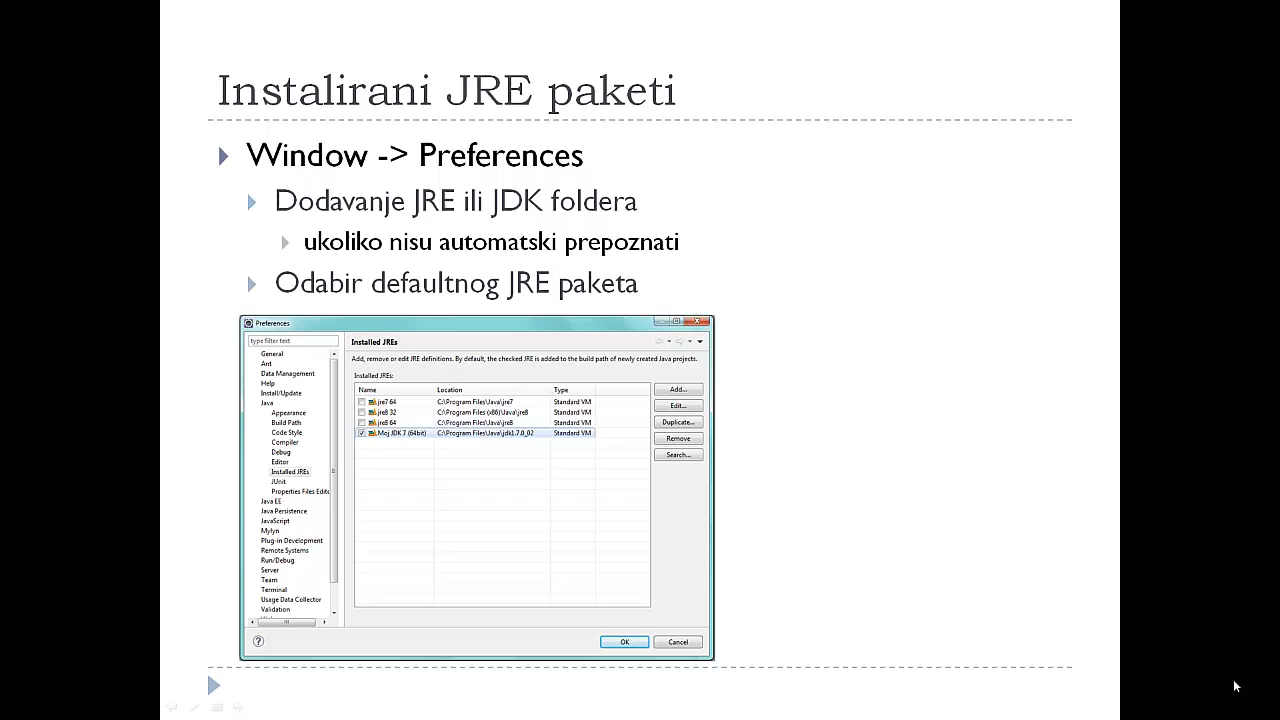 Instalirani JRE paketi
Window -> Preferences
Dodavanje JRE ili JDK foldera
ukoliko nisu automatski prepoznati
Odabir defaultnog JRE paketa
Preferences
type filter text
General
Ant
Data Management
Help
Install/Update
Java
Appearance
Build Path
Code Style
Compiler
Debug
Editor
Installed JREs
JUnit
Properties Files Edito
Java EE
Java Persistence
JavaScript
Mylyn
Plug-in Development
Remote Systems
Run/Debug
Server
Team
Terminal
Usage Data Collector
Validation
Installed JREs
Add, remove or edit JRE definitions. By default, the checked JRE is added to the build path of newly created Java projects.
Installed JREs:
Name Location Type
jre7 64 C:\Program Files\Java\jre7 Standard VM
jre8 32 C:\Program Files (x86)\Java\jre8 Standard VM
jre8 64 C:\Program Files\Java\jre8 Standard VM
Moj JDK 7 (64bit) C:\Program Files\Java\jdk1.7.0_02 Standard VM
Add...
Edit...
Duplicate...
Remove
Search...
OK Cancel